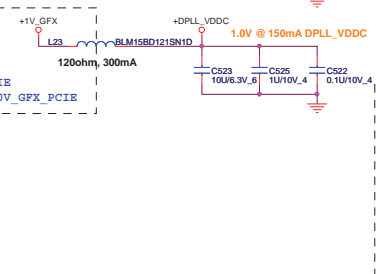 +1V_GFX
+DPLL_VDDC
1.0V @ 150mA DPLL_VDDC
L23
BLM15BD121SN1D
120ohm, 300mA
C523
10U/6.3V_6
C525
1U/10V_4
C522
0.1U/10V_4
IE
0V_GFX_PCIE